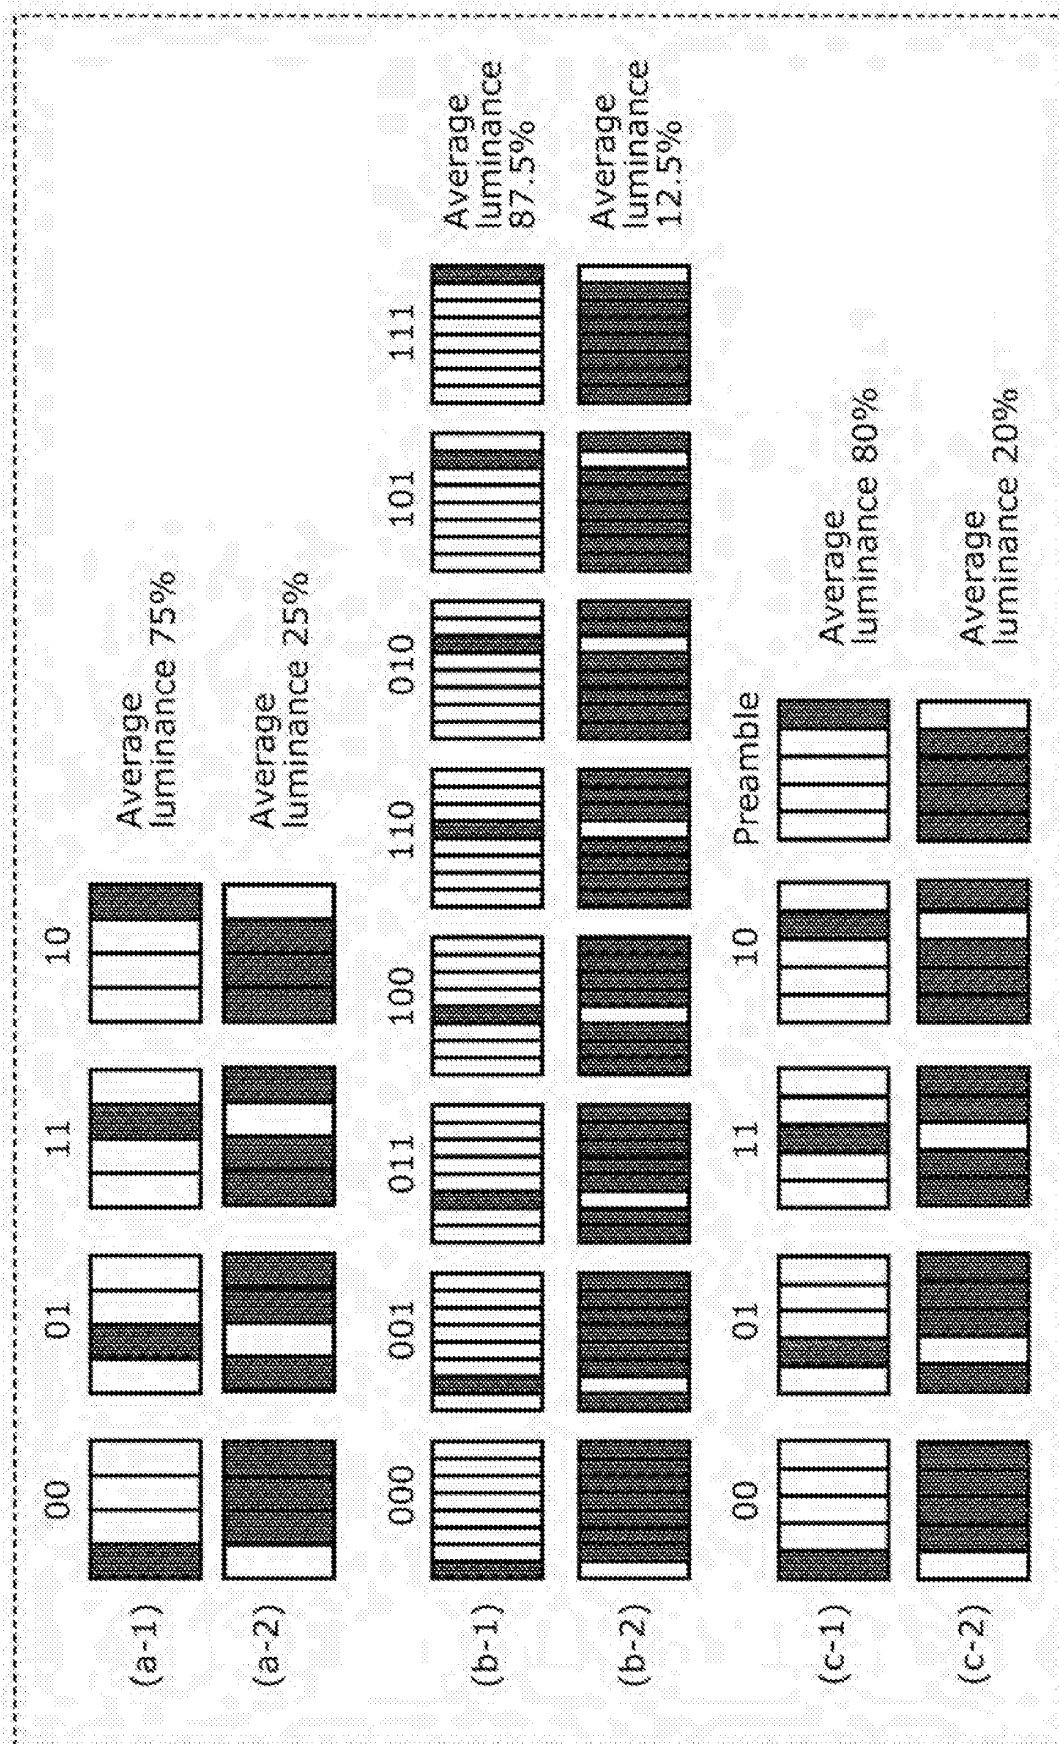 00 01 11 10
(a-1)
Average
luminance 75%
(a-2)
Average
luminance 25%
000 001 011 100 110 010 101 111
(b-1)
Average
luminance
87.5%
(b-2)
Average
luminance
12.5%
00 01 11 10 Preamble
(c-1)
Average
luminance 80%
(c-2)
Average
luminance 20%